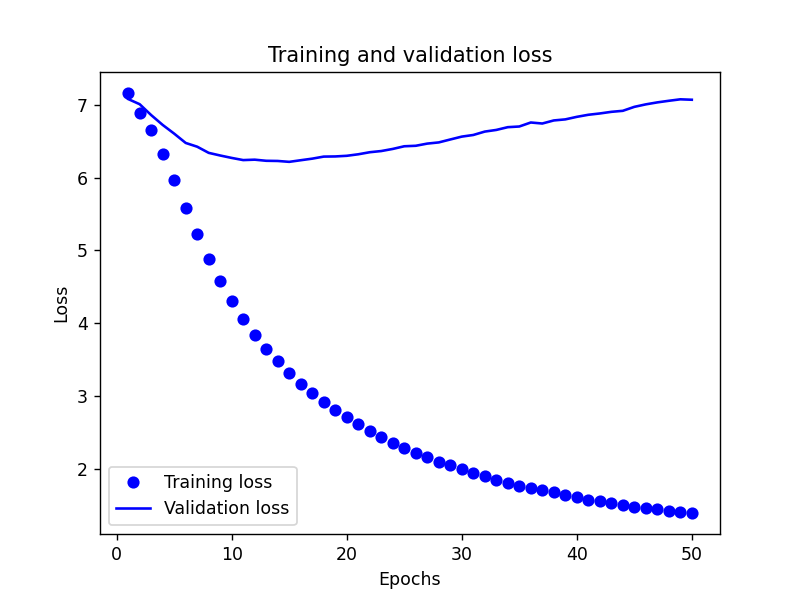 Training and validation loss
7
6
5
4
3
2
Loss
Training loss
Validation loss
0 10 20 30 40 50
Epochs